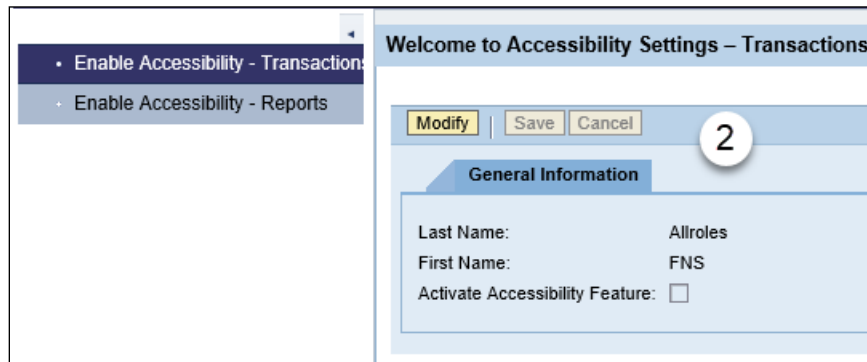 Enable Accessibility - Transactions
Enable Accessibility - Reports
Welcome to Accessibility Settings – Transactions
Modify | Save Cancel
2
General Information
Last Name: Allroles
First Name: FNS
Activate Accessibility Feature: